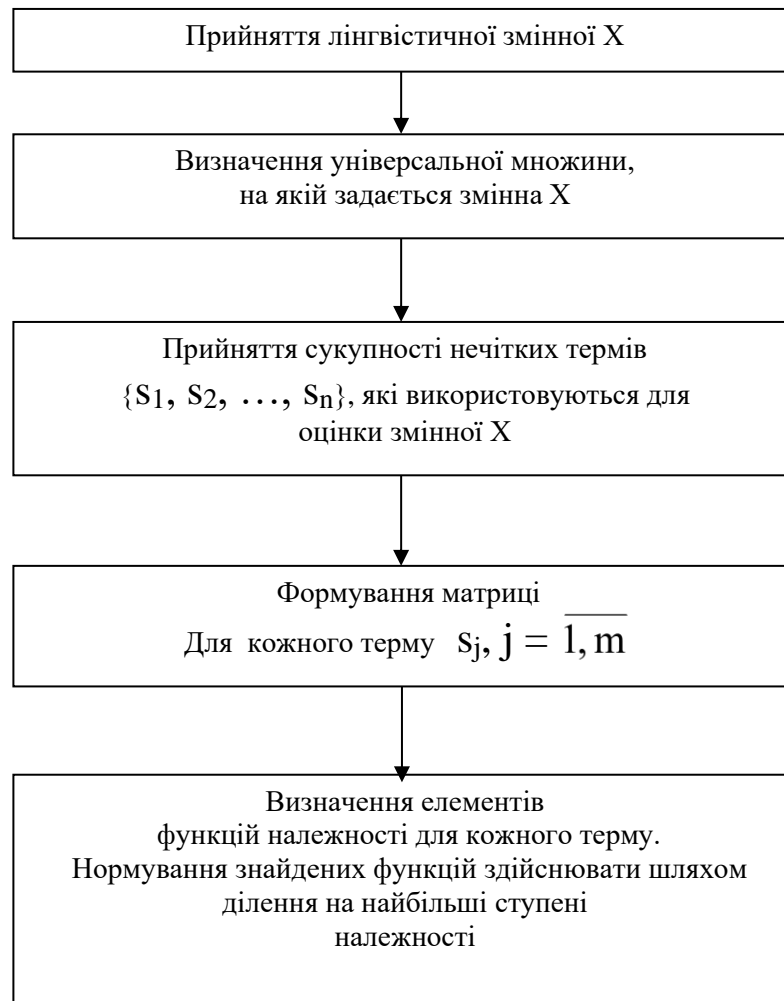 Прийняття лінгвістичної змінної X
Визначення універсальної множини,
на якій задається змінна X
Прийняття сукупності нечітких термів
{s1, s2, ..., sn}, які використовуються для
оцінки змінної X
Формування матриці
Для кожного терму sj, j = 1, m
Визначення елементів
функцій належності для кожного терму.
Нормування знайдених функцій здійснювати шляхом
ділення на найбільші ступені
належності